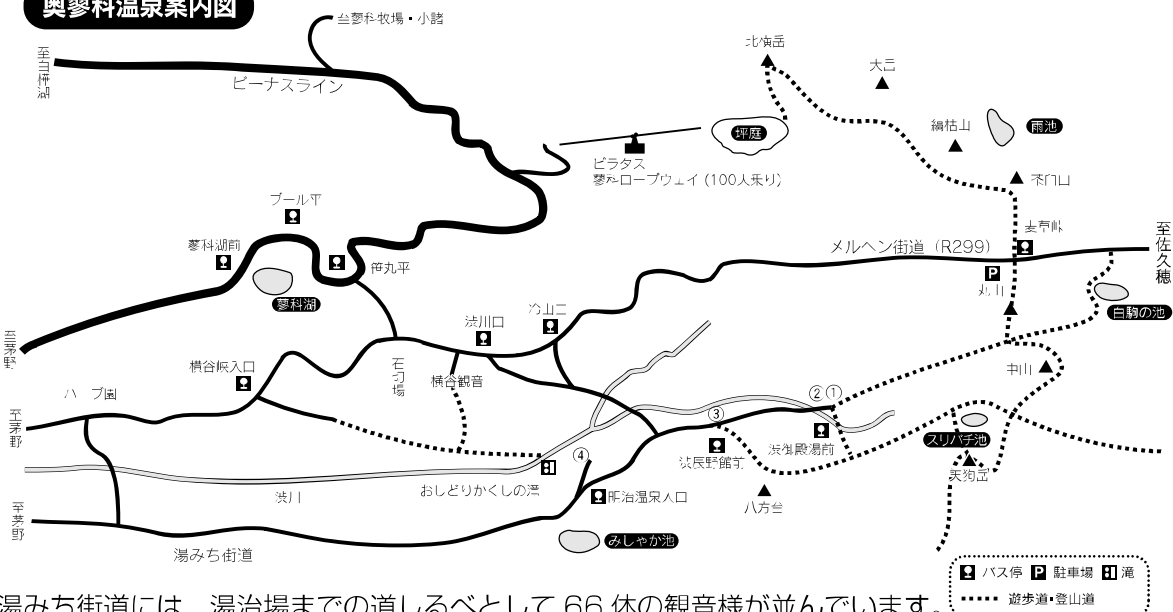 奥蓼科温泉案内図
至蓼科牧場・小諸
至白樺湖
ビーナスライン
北横岳
大岳
縞枯山
雨池
坪庭
ピラタス
蓼科ロープウェイ (100人乗り)
茶臼山
プール平
麦草峠
至佐久穂
メルヘン街道 (R299)
蓼科湖前
笹丸平
丸山
蓼科湖
冷山口
白駒の池
渋川口
至茅野
横谷峡入口
石切場
横谷観音
中山
ハーブ園
②①
至茅野
③
スリバチ池
渋御殿湯前
④
渋辰野館前
天狗岳
おしどりかくしの滝
渋川
明治温泉入口
八方台
至茅野
みしゃか池
湯みち街道
バス停
駐車場
滝
遊歩道・登山道
湯みち街道には、湯治場までの道しるべとして 66 体の観音様が並んでいます。